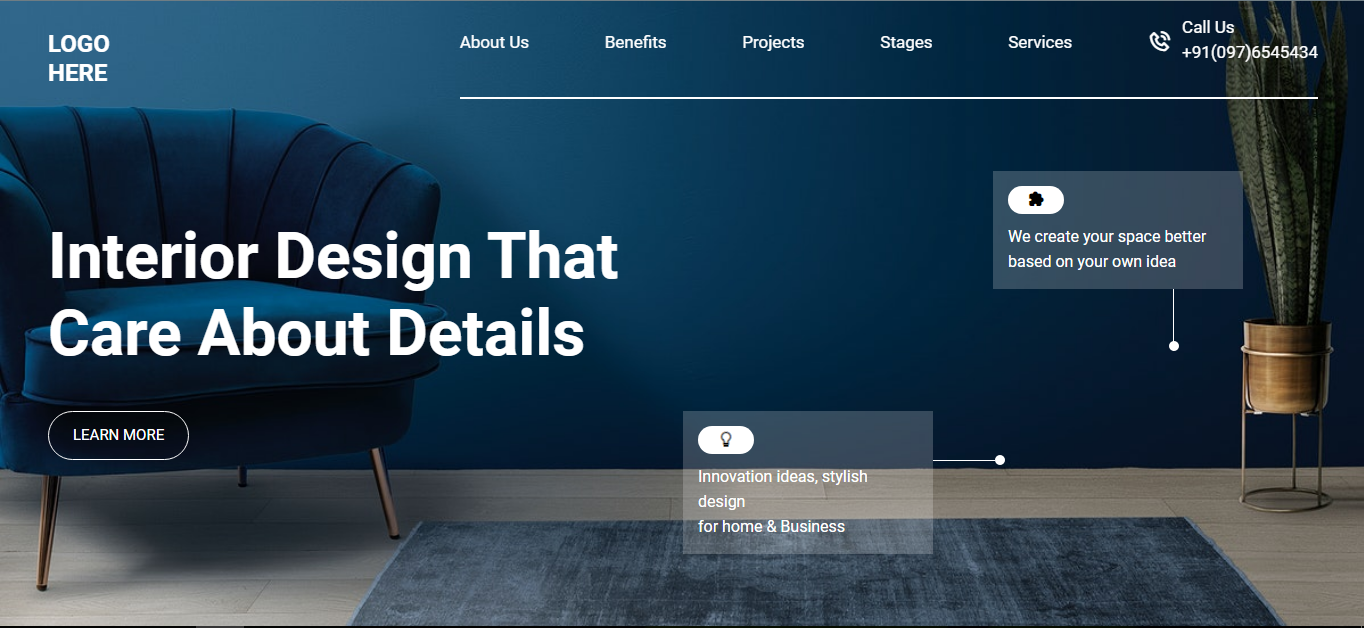 LOGO
HERE
About Us
Benefits
Projects
Stages
Services
Call Us
+91(097)6545434
We create your space better
based on your own idea
Interior Design That
Care About Details
LEARN MORE
Innovation ideas, stylish
design
for home & Business